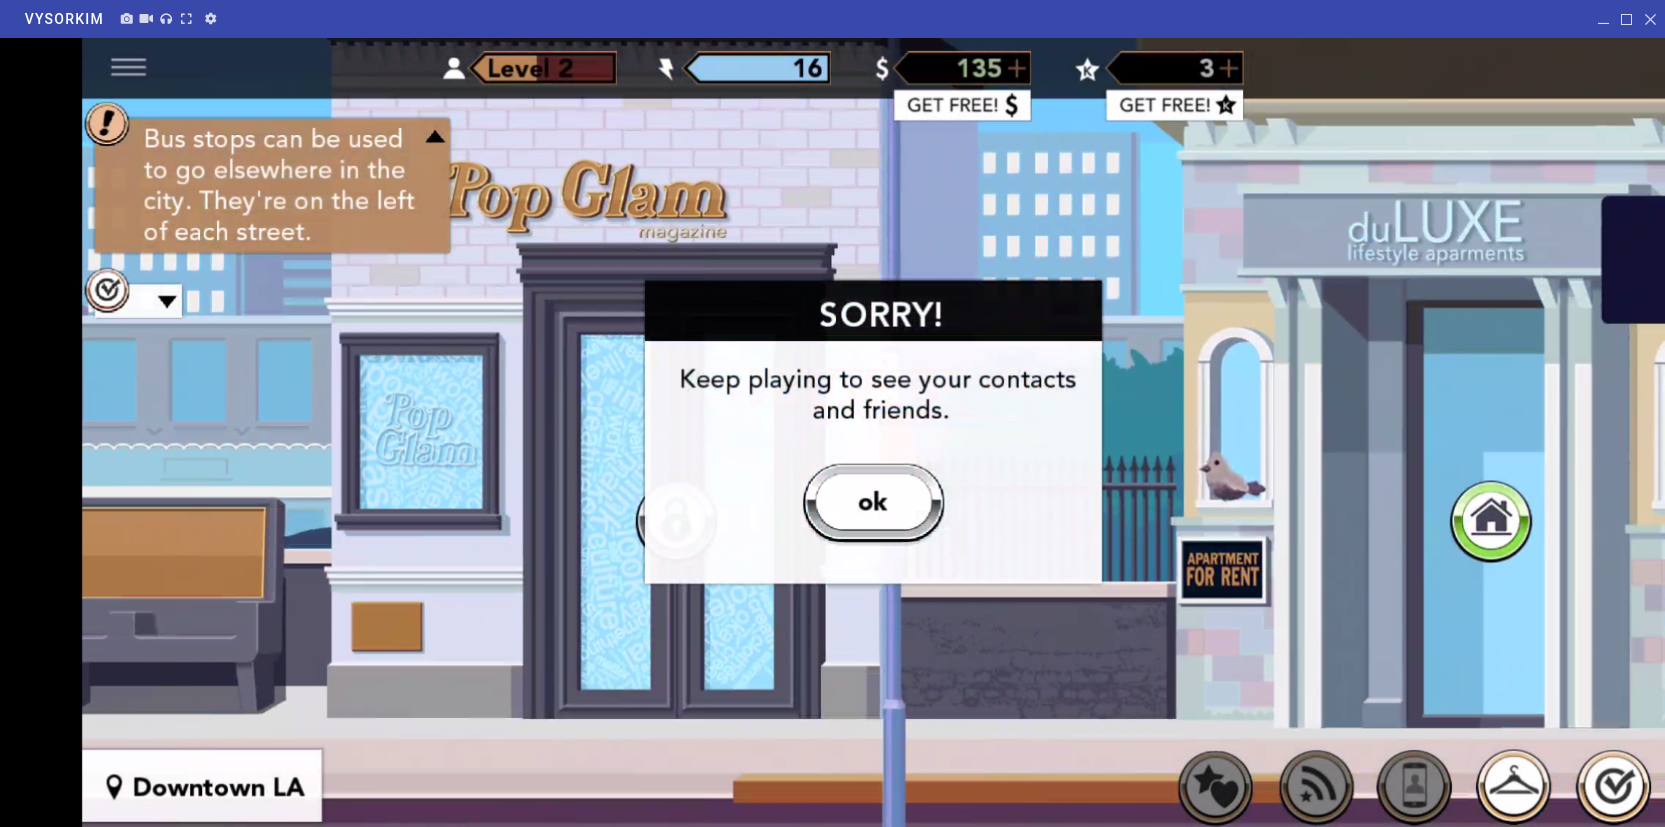 VYSORKIM
Level 2
16
$ 135 +
3 +
GET FREE! $
GET FREE!
Bus stops can be used
to go elsewhere in the
city. They're on the left
of each street.
Pop Glam
magazine
duLUXE
lifestyle aparments
SORRY!
Keep playing to see your contacts
and friends.
Pop
Glam
ok
APARTMENT
FOR RENT
Downtown LA